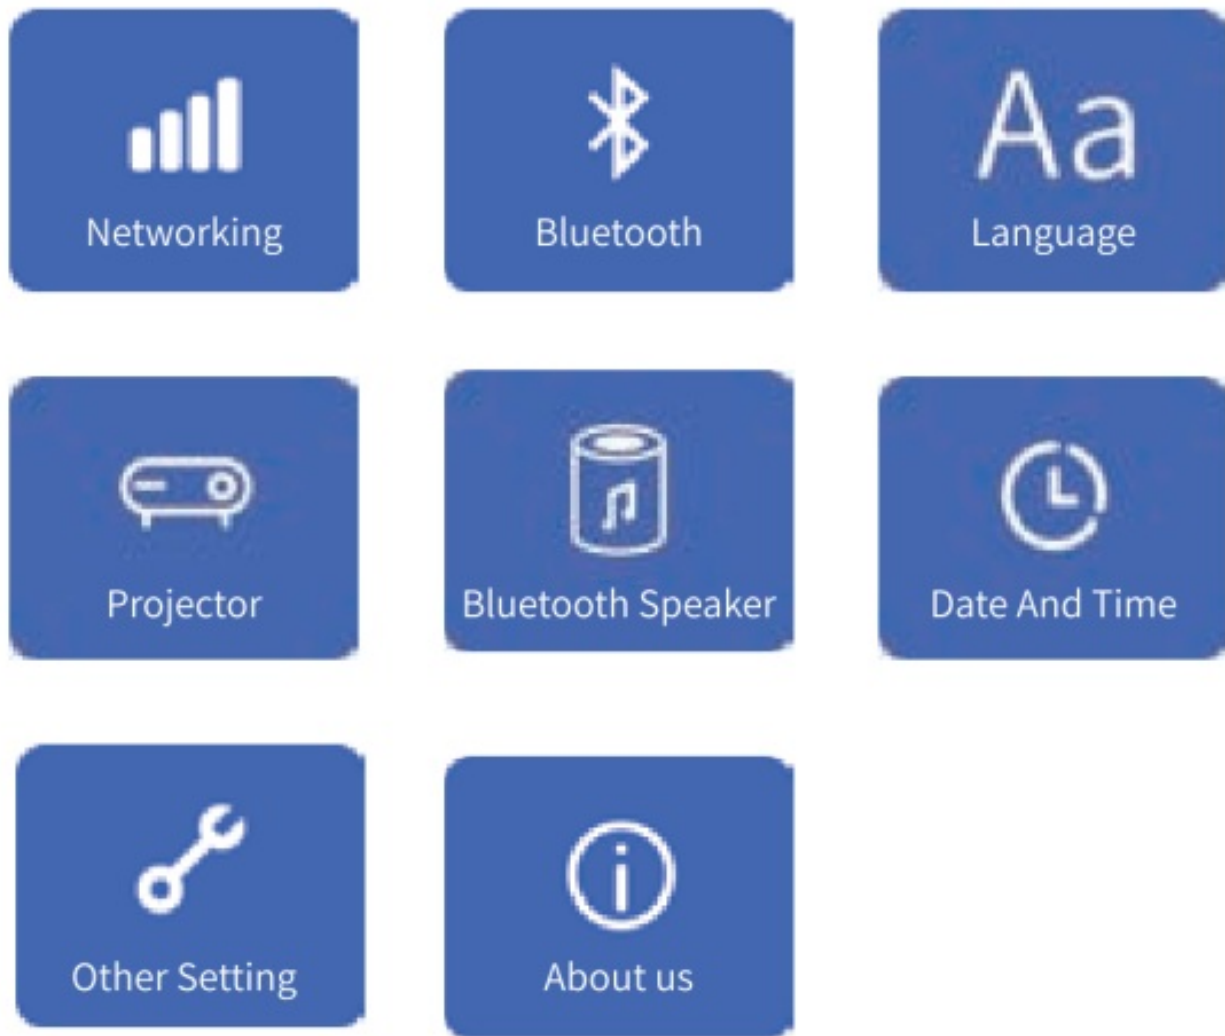 Networking
Bluetooth
Aa
Language
Projector
Bluetooth Speaker
Date And Time
Other Setting
About us